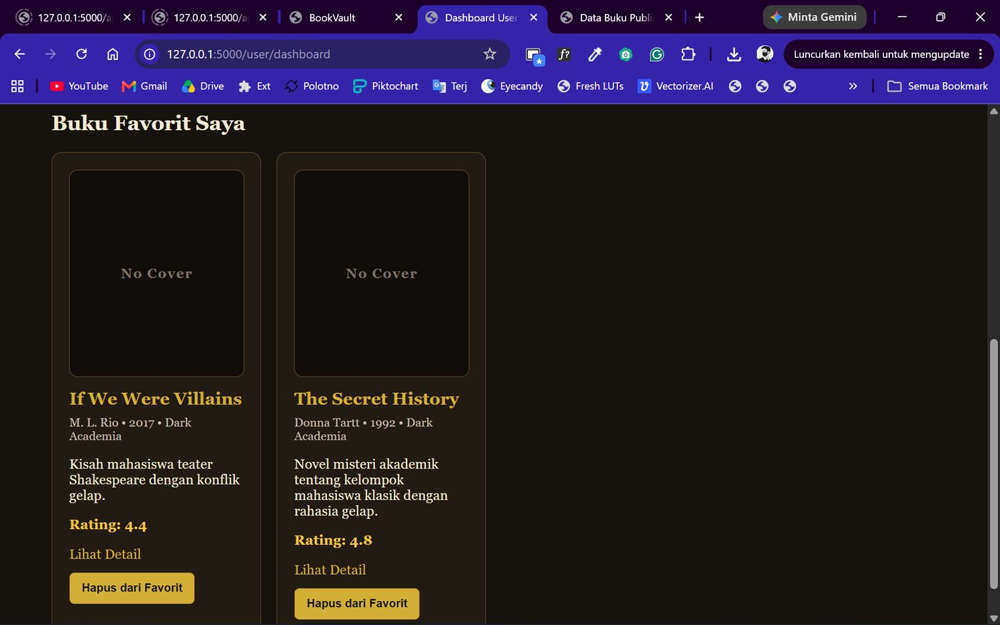 127.0.0.1:5000/a
127.0.0.1:5000/a
BookVault
Dashboard User
Data Buku Publi
Minta Gemini
127.0.0.1:5000/user/dashboard
f?
Luncurkan kembali untuk mengupdate
YouTube
Gmail
Drive
Ext
Polotno
Piktochart
Terj
Eyecandy
Fresh LUTs
Vectorizer.AI
Semua Bookmark
Buku Favorit Saya
No Cover
If We Were Villains
M. L. Rio • 2017 • Dark
Academia
Kisah mahasiswa teater
Shakespeare dengan konflik
gelap.
Rating: 4.4
Lihat Detail
Hapus dari Favorit
No Cover
The Secret History
Donna Tartt • 1992 • Dark
Academia
Novel misteri akademik
tentang kelompok
mahasiswa klasik dengan
rahasia gelap.
Rating: 4.8
Lihat Detail
Hapus dari Favorit